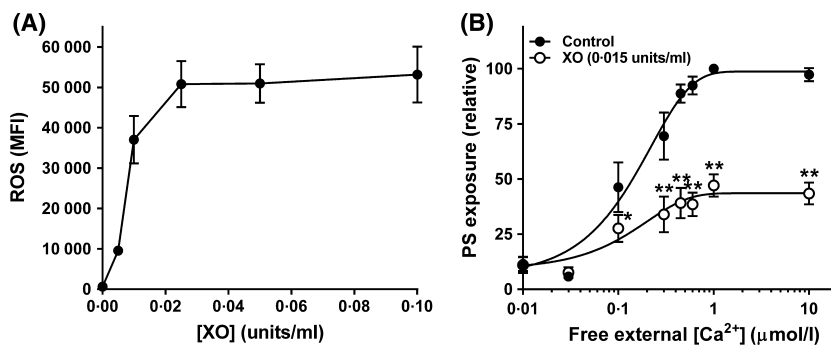 (A)
60 000
50 000
40 000
30 000
20 000
10 000
0
ROS (MFI)
0·00 0·02 0·04 0·06 0·08 0·10
[XO] (units/ml)
(B)
Control
XO (0·015 units/ml)
100
75
50
25
0
PS exposure (relative)
* ** ** ** ** **
0·01 0·1 1 10
Free external [Ca²⁺] (μmol/l)